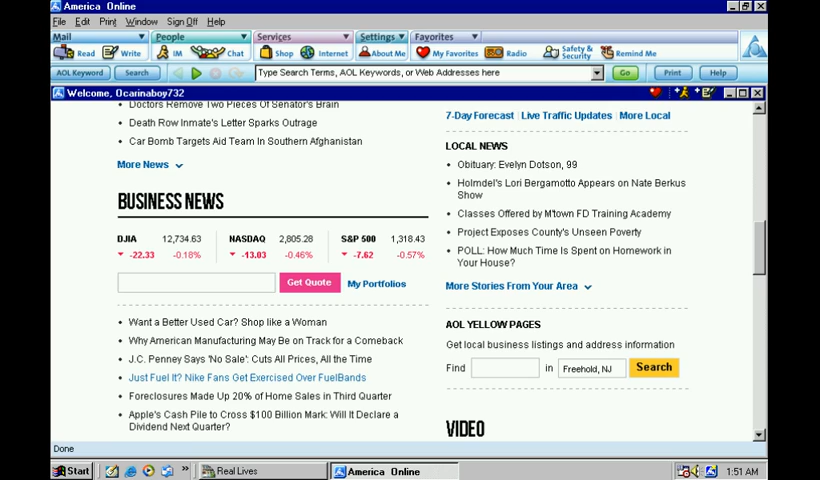 America Online
File Edit Print Window Sign Off Help
Mail People Services Settings Favorites
Read Write IM Chat Shop Internet About Me My Favorites Radio Safety & Security Remind Me
AOL Keyword Search Type Search Terms, AOL Keywords, or Web Addresses here Go Print Help
Welcome, Ocarinaboy732
Doctors Remove Two Pieces Of Senator's Brain
Death Row Inmate's Letter Sparks Outrage
Car Bomb Targets Aid Team In Southern Afghanistan
More News
BUSINESS NEWS
DJIA 12,734.63 NASDAQ 2,805.28 S&P 500 1,318.43
-22.33 -0.18% -13.03 -0.46% -7.62 -0.57%
Get Quote My Portfolios
Want a Better Used Car? Shop like a Woman
Why American Manufacturing May Be on Track for a Comeback
J.C. Penney Says 'No Sale': Cuts All Prices, All the Time
Just Fuel It? Nike Fans Get Exercised Over FuelBands
Foreclosures Made Up 20% of Home Sales in Third Quarter
Apple's Cash Pile to Cross $100 Billion Mark: Will It Declare a
Dividend Next Quarter?
7-Day Forecast Live Traffic Updates More Local
LOCAL NEWS
Obituary: Evelyn Dotson, 99
Holmdel's Lori Bergamotto Appears on Nate Berkus
Show
Classes Offered by M'town FD Training Academy
Project Exposes County's Unseen Poverty
POLL: How Much Time Is Spent on Homework in
Your House?
More Stories From Your Area
AOL YELLOW PAGES
Get local business listings and address information
Find in Freehold, NJ Search
VIDEO
Done
Start Real Lives America Online 1:51 AM